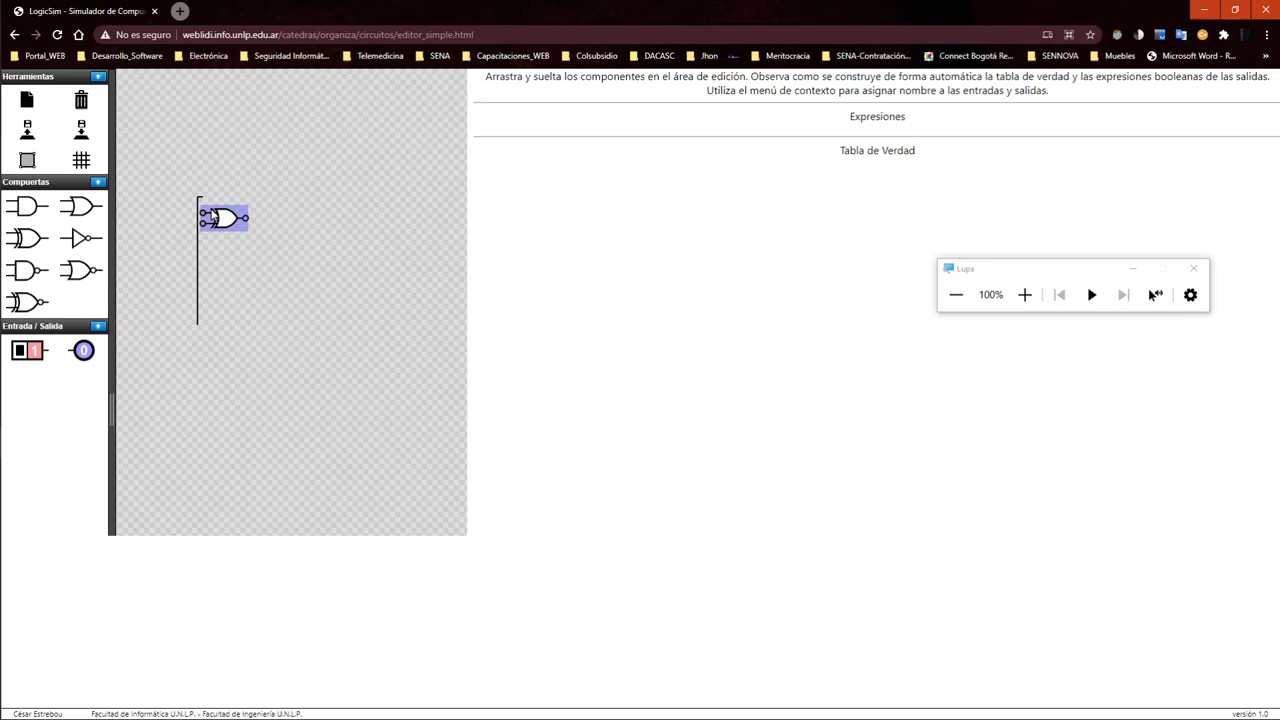 LogicSim - Simulador de Compu
No es seguro | weblidi.info.unlp.edu.ar/catedras/organiza/circuitos/editor_simple.html
Portal_WEB Desarrollo_Software Electrónica Seguridad Informát... Telemedicina SENA Capacitaciones_WEB Colsubsidio DACASC Jhon Meritocracia SENA-Contratación... Connect Bogotá Re... SENNOVA Muebles Microsoft Word - R...
Herramientas
Arrastra y suelta los componentes en el área de edición. Observa como se construye de forma automática la tabla de verdad y las expresiones booleanas de las salidas.
Utiliza el menú de contexto para asignar nombre a las entradas y salidas.
Expresiones
Tabla de Verdad
Compuertas
Lupa
100%
Entrada / Salida
1 0
César Estrebou Facultad de Informática U.N.L.P. - Facultad de Ingeniería U.N.L.P. versión 1.0